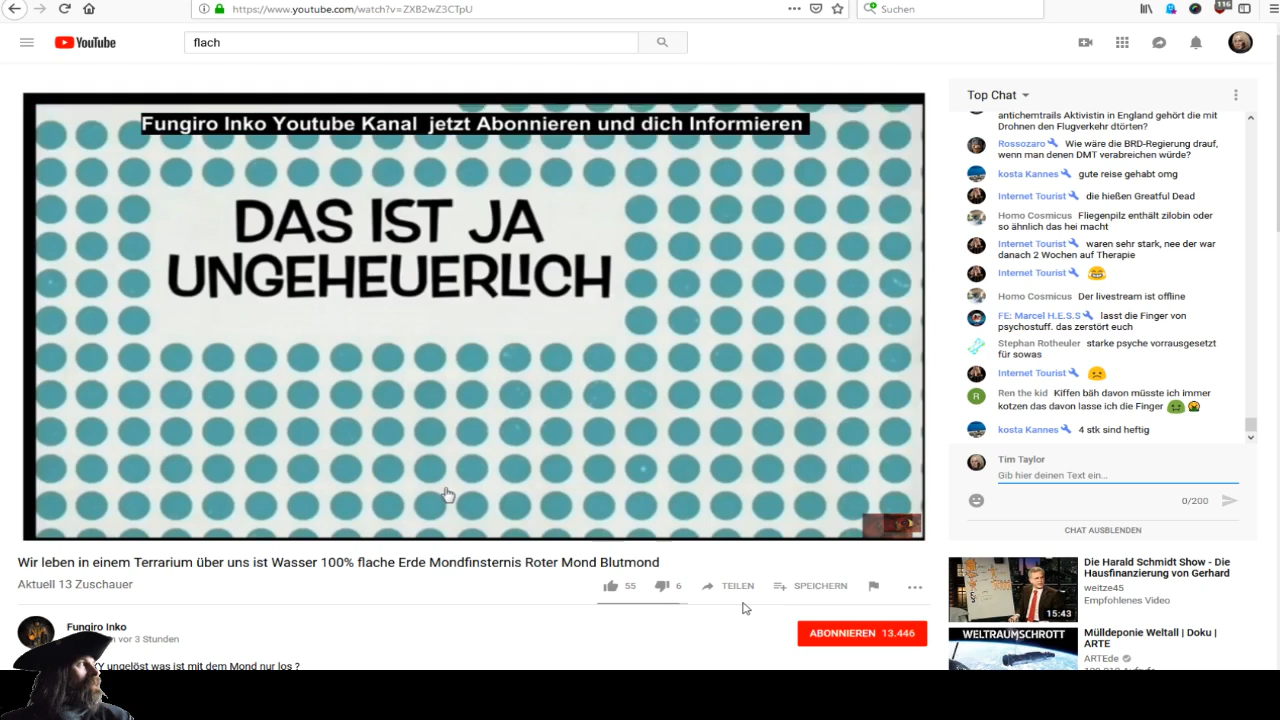 https://www.youtube.com/watch?v=ZXB2wZ3CTpU
Suchen
116
YouTube
flach
Fungiro Inko Youtube Kanal jetzt Abonnieren und dich Informieren
DAS IST JA
UNGEHEUERLICH
Wir leben in einem Terrarium über uns ist Wasser 100% flache Erde Mondfinsternis Roter Mond Blutmond
Aktuell 13 Zuschauer
55
6
TEILEN
SPEICHERN
Fungiro Inko
vor 3 Stunden
ABONNIEREN 13.446
ungelöst was ist mit dem Mond nur los ?
Top Chat
antichemtrails Aktivistin in England gehört die mit
Drohnen den Flugverkehr dtörten?
Rossozaro Wie wäre die BRD-Regierung drauf,
wenn man denen DMT verabreichen würde?
kosta Kannes gute reise gehabt omg
Internet Tourist die hießen Greatful Dead
Homo Cosmicus Fliegenpilz enthält zilobin oder
so ähnlich das hei macht
Internet Tourist waren sehr stark, nee der war
danach 2 Wochen auf Therapie
Internet Tourist
Homo Cosmicus Der livestream ist offline
FE: Marcel H.E.S.S lasst die Finger von
psychostuff. das zerstört euch
Stephan Rotheuler starke psyche vorrausgesetzt
für sowas
Internet Tourist
R
Ren the kid Kiffen bäh davon müsste ich immer
kotzen das davon lasse ich die Finger
kosta Kannes 4 stk sind heftig
Tim Taylor
Gib hier deinen Text ein...
0/200
CHAT AUSBLENDEN
15:43
Die Harald Schmidt Show - Die
Hausfinanzierung von Gerhard
weitze45
Empfohlenes Video
WELTRAUMSCHROTT
Mülldeponie Weltall | Doku |
ARTE
ARTEde